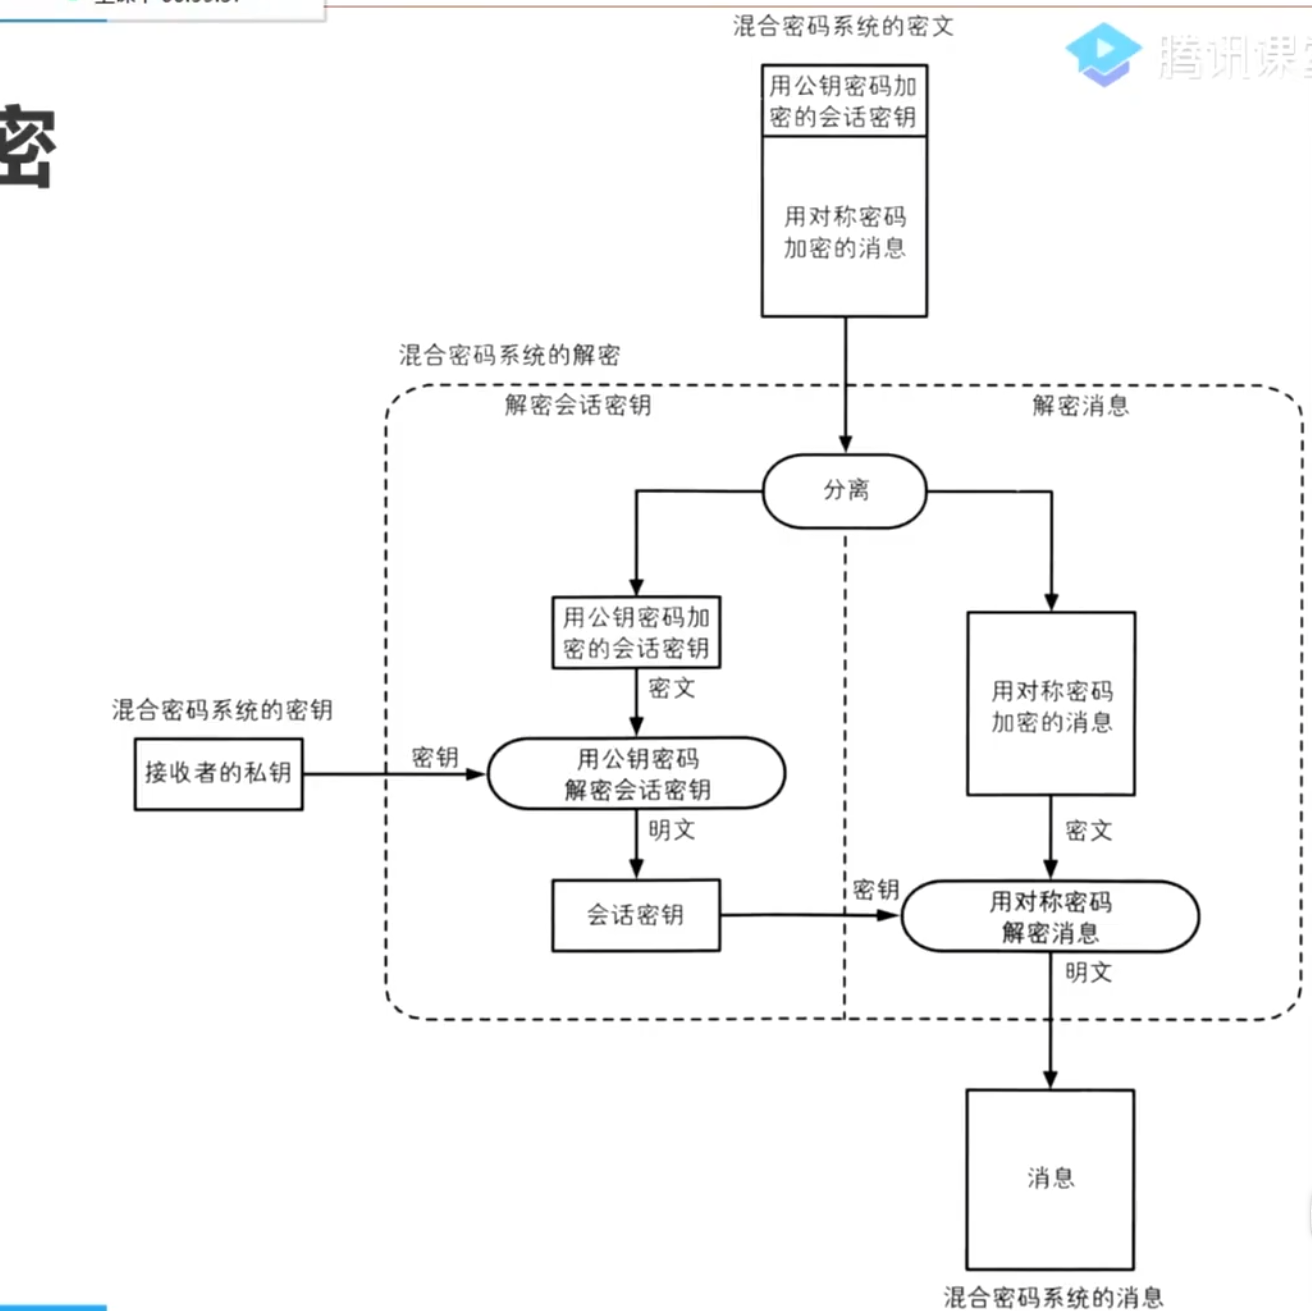 混合密码系统的密文
腾讯课
密
用公钥密码加
密的会话密钥
用对称密码
加密的消息
混合密码系统的解密
解密会话密钥
解密消息
分离
用公钥密码加
密的会话密钥
密文
用对称密码
加密的消息
混合密码系统的密钥
接收者的私钥
密钥
用公钥密码
解密会话密钥
明文
密文
会话密钥
密钥
用对称密码
解密消息
明文
消息
混合密码系统的消息